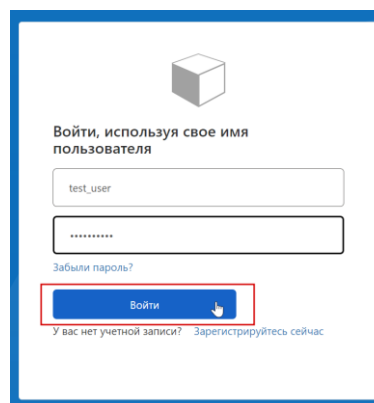 Войти, используя свое имя
пользователя
test_user
••••••••••
Забыли пароль?
Войти
У вас нет учетной записи? Зарегистрируйтесь сейчас